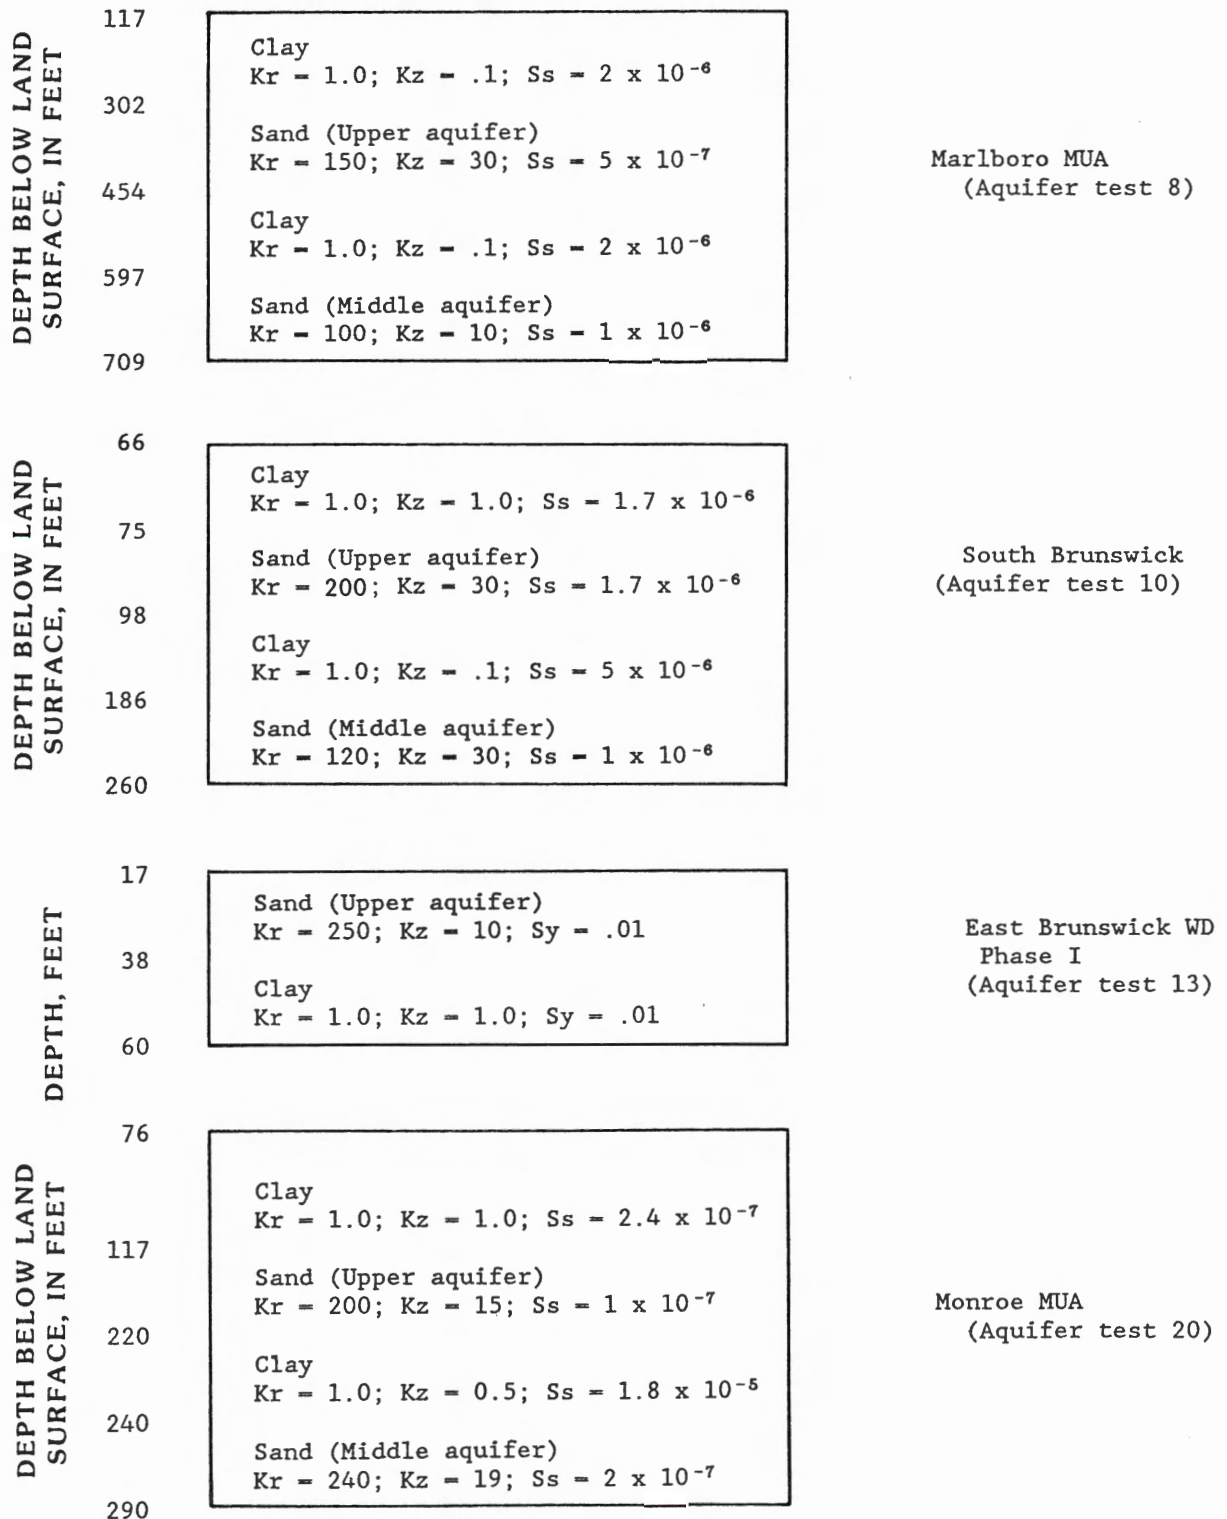 DEPTH BELOW LAND
SURFACE, IN FEET
117
Clay
Kr = 1.0; Kz = .1; Ss = 2 x 10⁻⁶
302
Sand (Upper aquifer)
Kr = 150; Kz = 30; Ss = 5 x 10⁻⁷
454
Clay
Kr = 1.0; Kz = .1; Ss = 2 x 10⁻⁶
597
Sand (Middle aquifer)
Kr = 100; Kz = 10; Ss = 1 x 10⁻⁶
709
Marlboro MUA
(Aquifer test 8)
DEPTH BELOW LAND
SURFACE, IN FEET
66
Clay
Kr = 1.0; Kz = 1.0; Ss = 1.7 x 10⁻⁶
75
Sand (Upper aquifer)
Kr = 200; Kz = 30; Ss = 1.7 x 10⁻⁶
98
Clay
Kr = 1.0; Kz = .1; Ss = 5 x 10⁻⁶
186
Sand (Middle aquifer)
Kr = 120; Kz = 30; Ss = 1 x 10⁻⁶
260
South Brunswick
(Aquifer test 10)
DEPTH, FEET
17
Sand (Upper aquifer)
Kr = 250; Kz = 10; Sy = .01
38
Clay
Kr = 1.0; Kz = 1.0; Sy = .01
60
East Brunswick WD
Phase I
(Aquifer test 13)
DEPTH BELOW LAND
SURFACE, IN FEET
76
Clay
Kr = 1.0; Kz = 1.0; Ss = 2.4 x 10⁻⁷
117
Sand (Upper aquifer)
Kr = 200; Kz = 15; Ss = 1 x 10⁻⁷
220
Clay
Kr = 1.0; Kz = 0.5; Ss = 1.8 x 10⁻⁵
240
Sand (Middle aquifer)
Kr = 240; Kz = 19; Ss = 2 x 10⁻⁷
290
Monroe MUA
(Aquifer test 20)